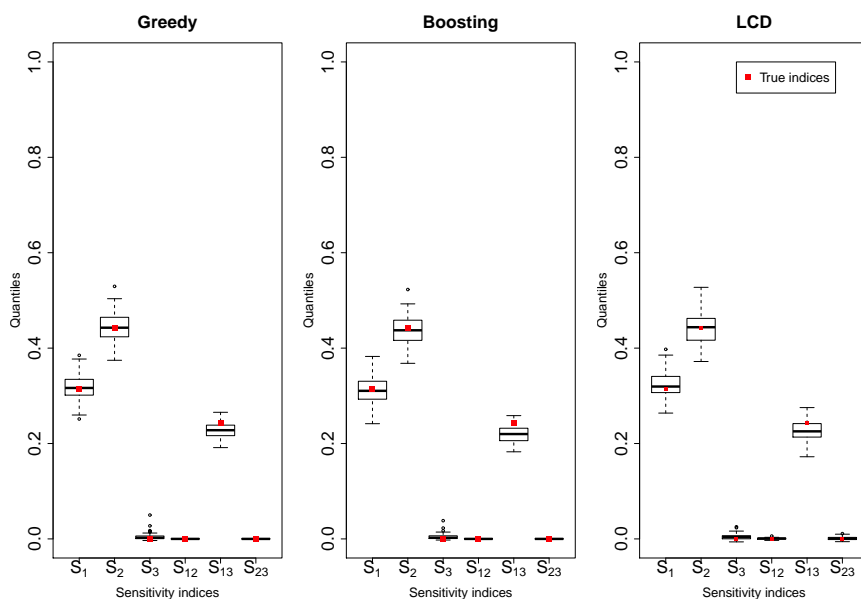 Greedy
Quantiles
1.0
0.8
0.6
0.4
0.2
0.0
S1 S2 S3 S12 S13 S23
Sensitivity indices
Boosting
Quantiles
1.0
0.8
0.6
0.4
0.2
0.0
S1 S2 S3 S12 S13 S23
Sensitivity indices
LCD
True indices
Quantiles
1.0
0.8
0.6
0.4
0.2
0.0
S1 S2 S3 S12 S13 S23
Sensitivity indices